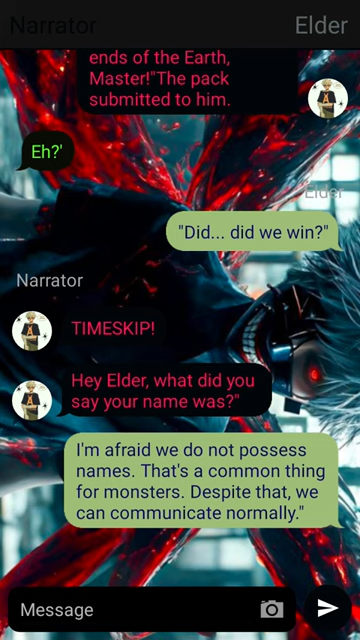 Narrator
Elder
ends of the Earth,
Master!"The pack
submitted to him.
Eh?'
Elder
"Did... did we win?"
Narrator
TIMESKIP!
Hey Elder, what did you
say your name was?"
I'm afraid we do not possess
names. That's a common thing
for monsters. Despite that, we
can communicate normally."
Message